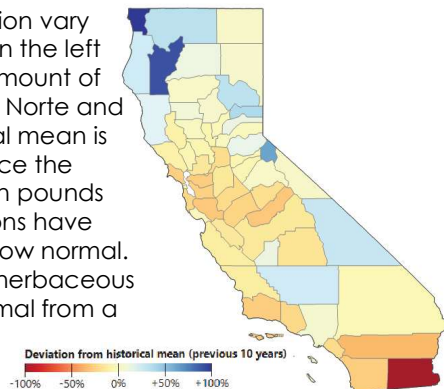 ion vary
n the left
mount of
Norte and
al mean is
ce the
n pounds
ons have
ow normal.
herbaceous
mal from a
Deviation from historical mean (previous 10 years)
-100% -50% 0% +50% +100%